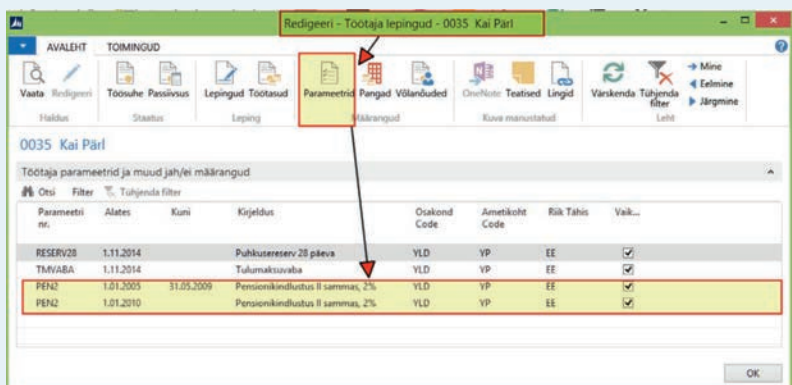 Redigeeri - Töötaja lepingud - 0035 Kai Pärl
AVALEHT TOIMINGUD
Vaata Redigeeri Töösuhe Passiivsus Lepingud Töötasud Parameetrid Pangad Võlanõuded OneNote Teatised Lingid Värskenda Tühjenda filter
Mine
Eelmine
Järgmine
Haldus Staatus Leping Määrangud Kuva manustatud Leht
0035 Kai Pärl
Töötaja parameetrid ja muud jah/ei määrangud
Otsi Filter Tühjenda filter
Parameetri nr. Alates Kuni Kirjeldus Osakond Code Ametikoht Code Riik Tähis Vaik...
RESERV28 1.11.2014 Puhkusereserv 28 päeva YLD VP EE
TMVABA 1.11.2014 Tulumaksuvaba YLD VP EE
PEN2 1.01.2005 31.05.2009 Pensionikindlustus II sammas, 2% YLD VP EE
PEN2 1.01.2010 Pensionikindlustus II sammas, 2% YLD VP EE
OK